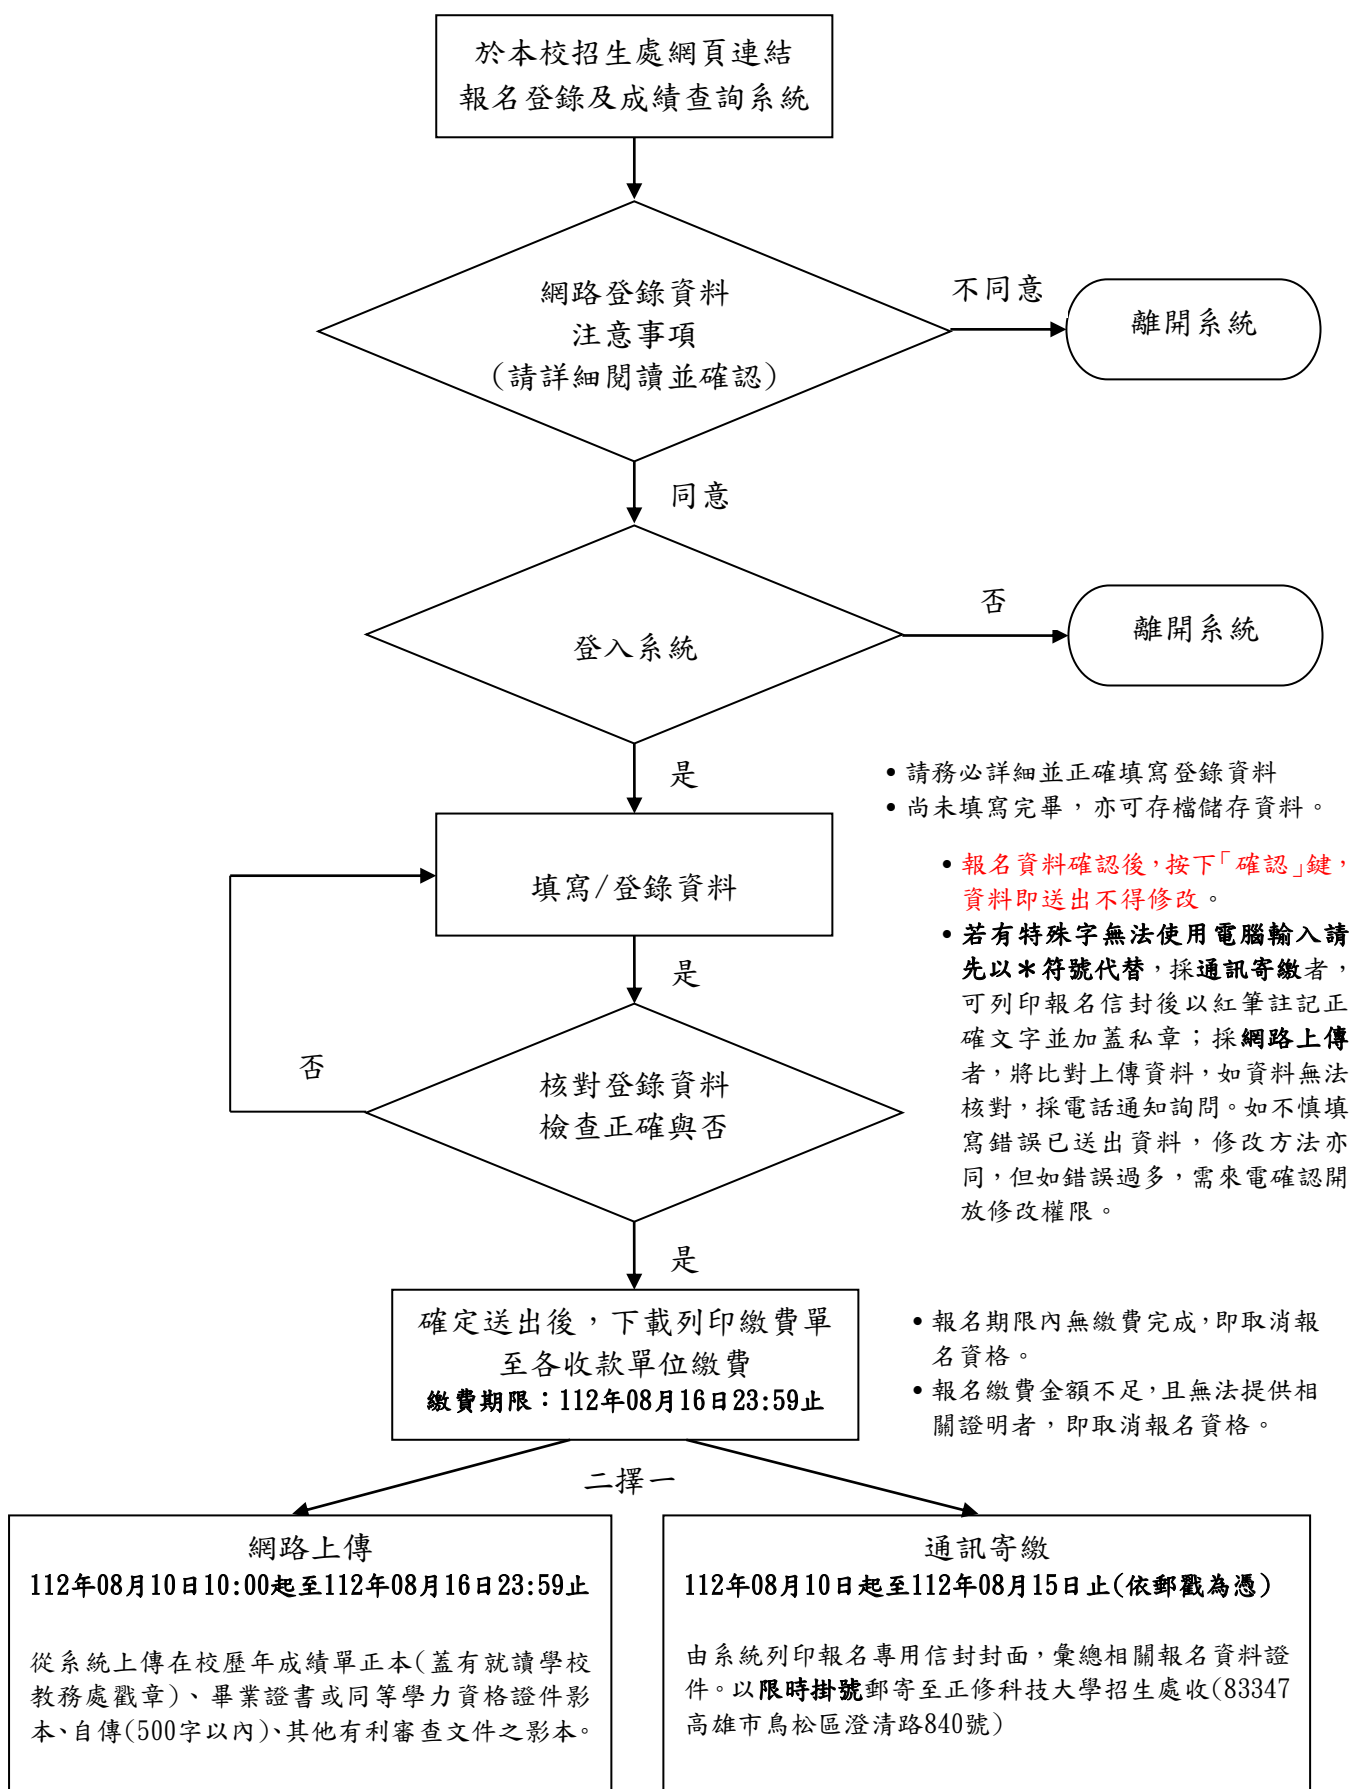 於本校招生處網頁連結
報名登錄及成績查詢系統
網路登錄資料
注意事項
(請詳細閱讀並確認)
不同意
離開系統
同意
登入系統
否
離開系統
是
•請務必詳細並正確填寫登錄資料
•尚未填寫完畢，亦可存檔儲存資料。
填寫/登錄資料
•報名資料確認後，按下「確認」鍵，
資料即送出不得修改。
•若有特殊字無法使用電腦輸入請
先以＊符號代替，採通訊寄繳者，
可列印報名信封後以紅筆註記正
確文字並加蓋私章；採網路上傳
者，將比對上傳資料，如資料無法
核對，採電話通知詢問。如不慎填
寫錯誤已送出資料，修改方法亦
同，但如錯誤過多，需來電確認開
放修改權限。
是
否
核對登錄資料
檢查正確與否
是
確定送出後，下載列印繳費單
至各收款單位繳費
繳費期限：112年08月16日23:59止
•報名期限內無繳費完成，即取消報
名資格。
•報名繳費金額不足，且無法提供相
關證明者，即取消報名資格。
二擇一
網路上傳
112年08月10日10:00起至112年08月16日23:59止
從系統上傳在校歷年成績單正本(蓋有就讀學校
教務處戳章)、畢業證書或同等學力資格證件影
本、自傳(500字以內)、其他有利審查文件之影本。
通訊寄繳
112年08月10日起至112年08月15日止(依郵戳為憑)
由系統列印報名專用信封封面，彙總相關報名資料證
件。以限時掛號郵寄至正修科技大學招生處收(83347
高雄市鳥松區澄清路840號)